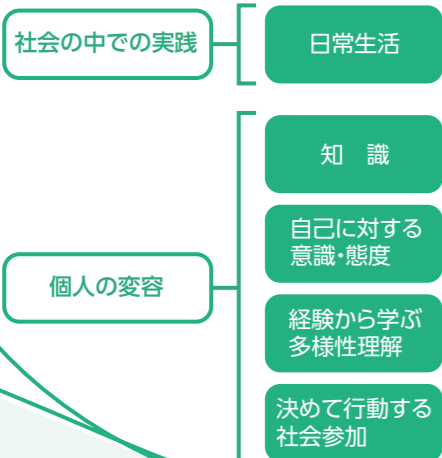 社会の中での実践
日常生活
個人の変容
知　識
自己に対する
意識・態度
経験から学ぶ
多様性理解
決めて行動する
社会参加